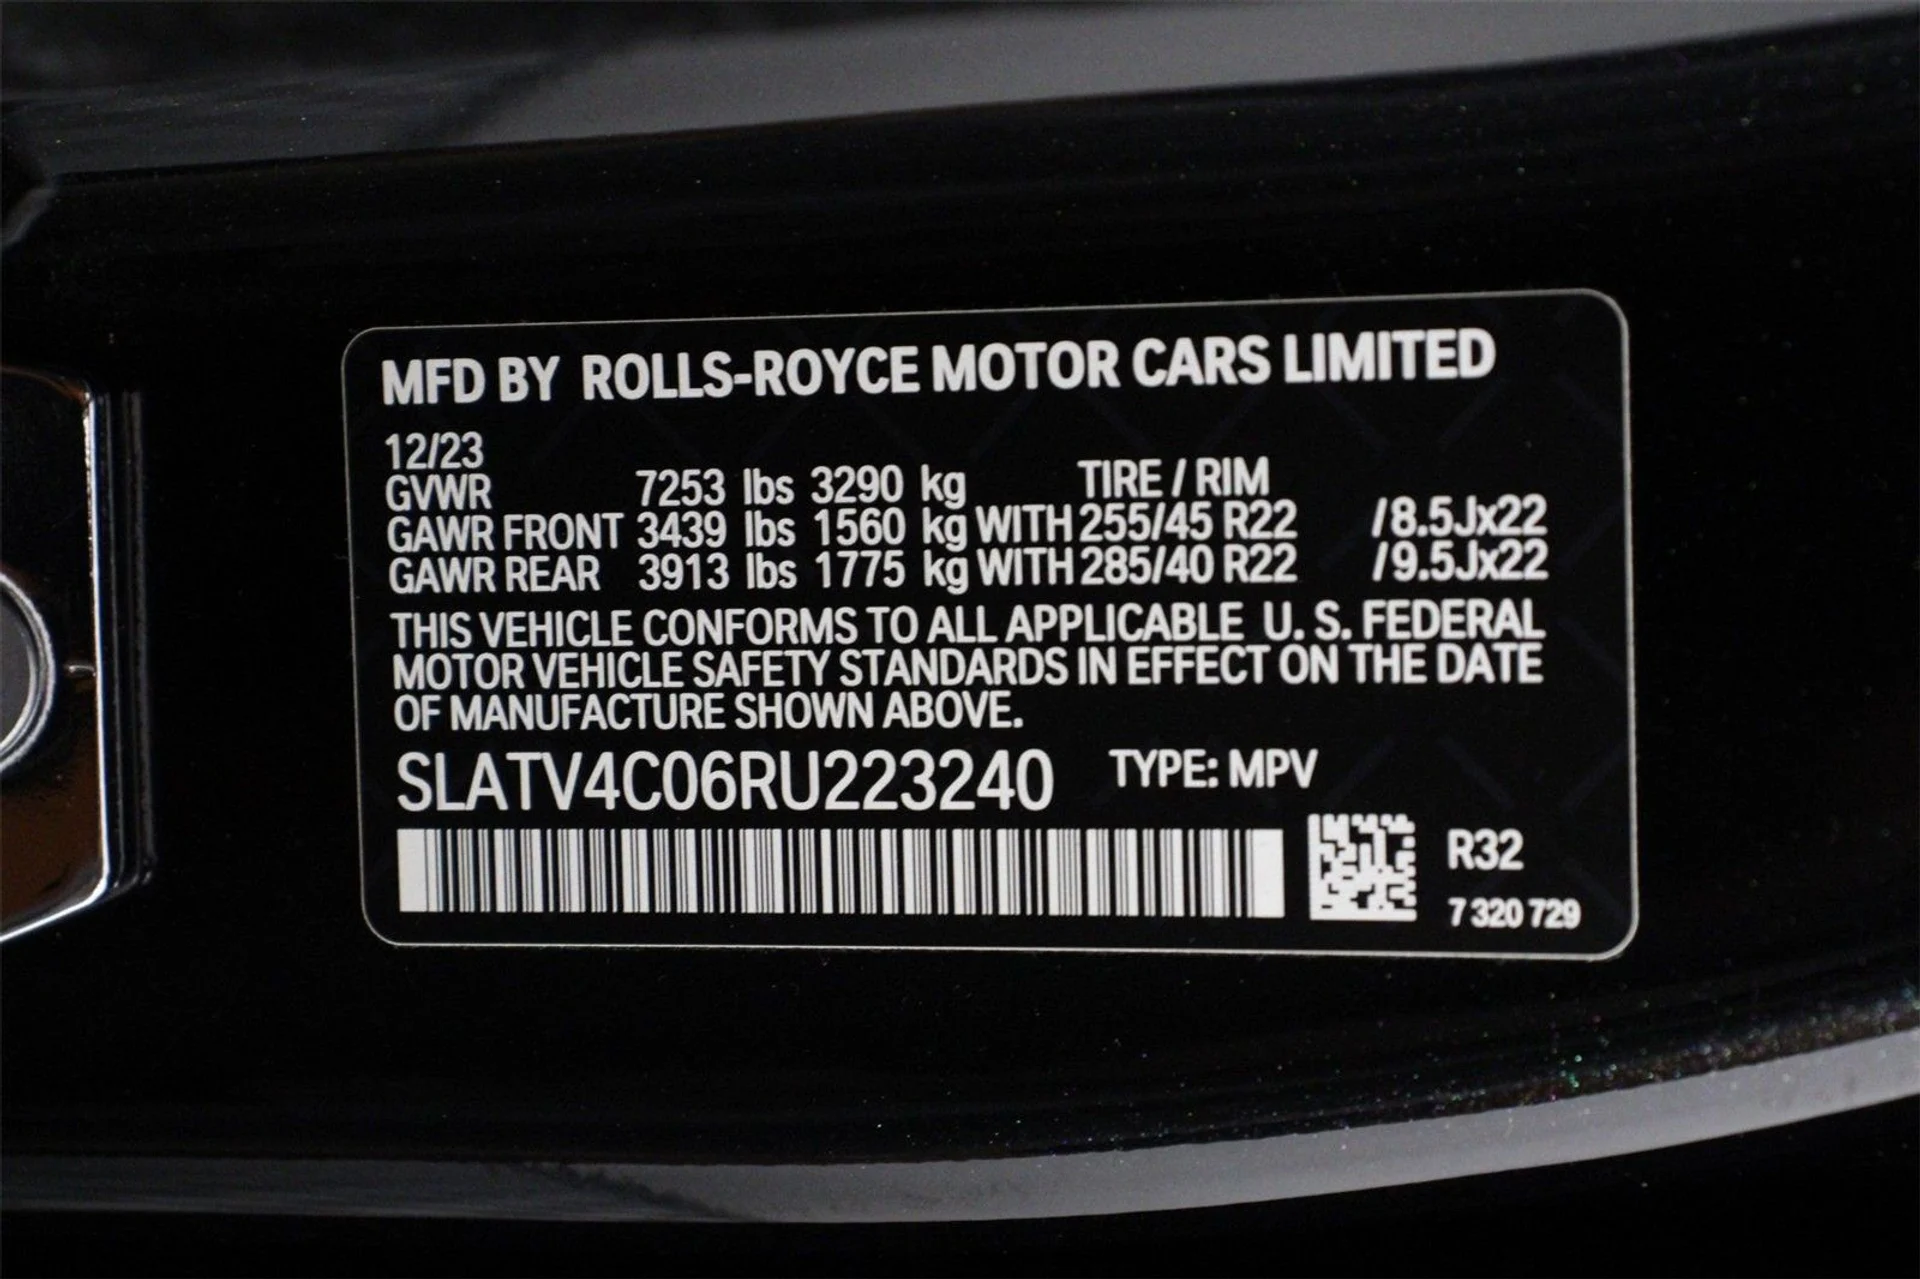 MFD BY ROLLS-ROYCE MOTOR CARS LIMITED
12/23
GVWR 7253 lbs 3290 kg TIRE / RIM
GAWR FRONT 3439 lbs 1560 kg WITH 255/45 R22 /8.5Jx22
GAWR REAR 3913 lbs 1775 kg WITH 285/40 R22 /9.5Jx22
THIS VEHICLE CONFORMS TO ALL APPLICABLE U. S. FEDERAL
MOTOR VEHICLE SAFETY STANDARDS IN EFFECT ON THE DATE
OF MANUFACTURE SHOWN ABOVE.
SLATV4C06RU223240 TYPE: MPV
R32
7 320 729